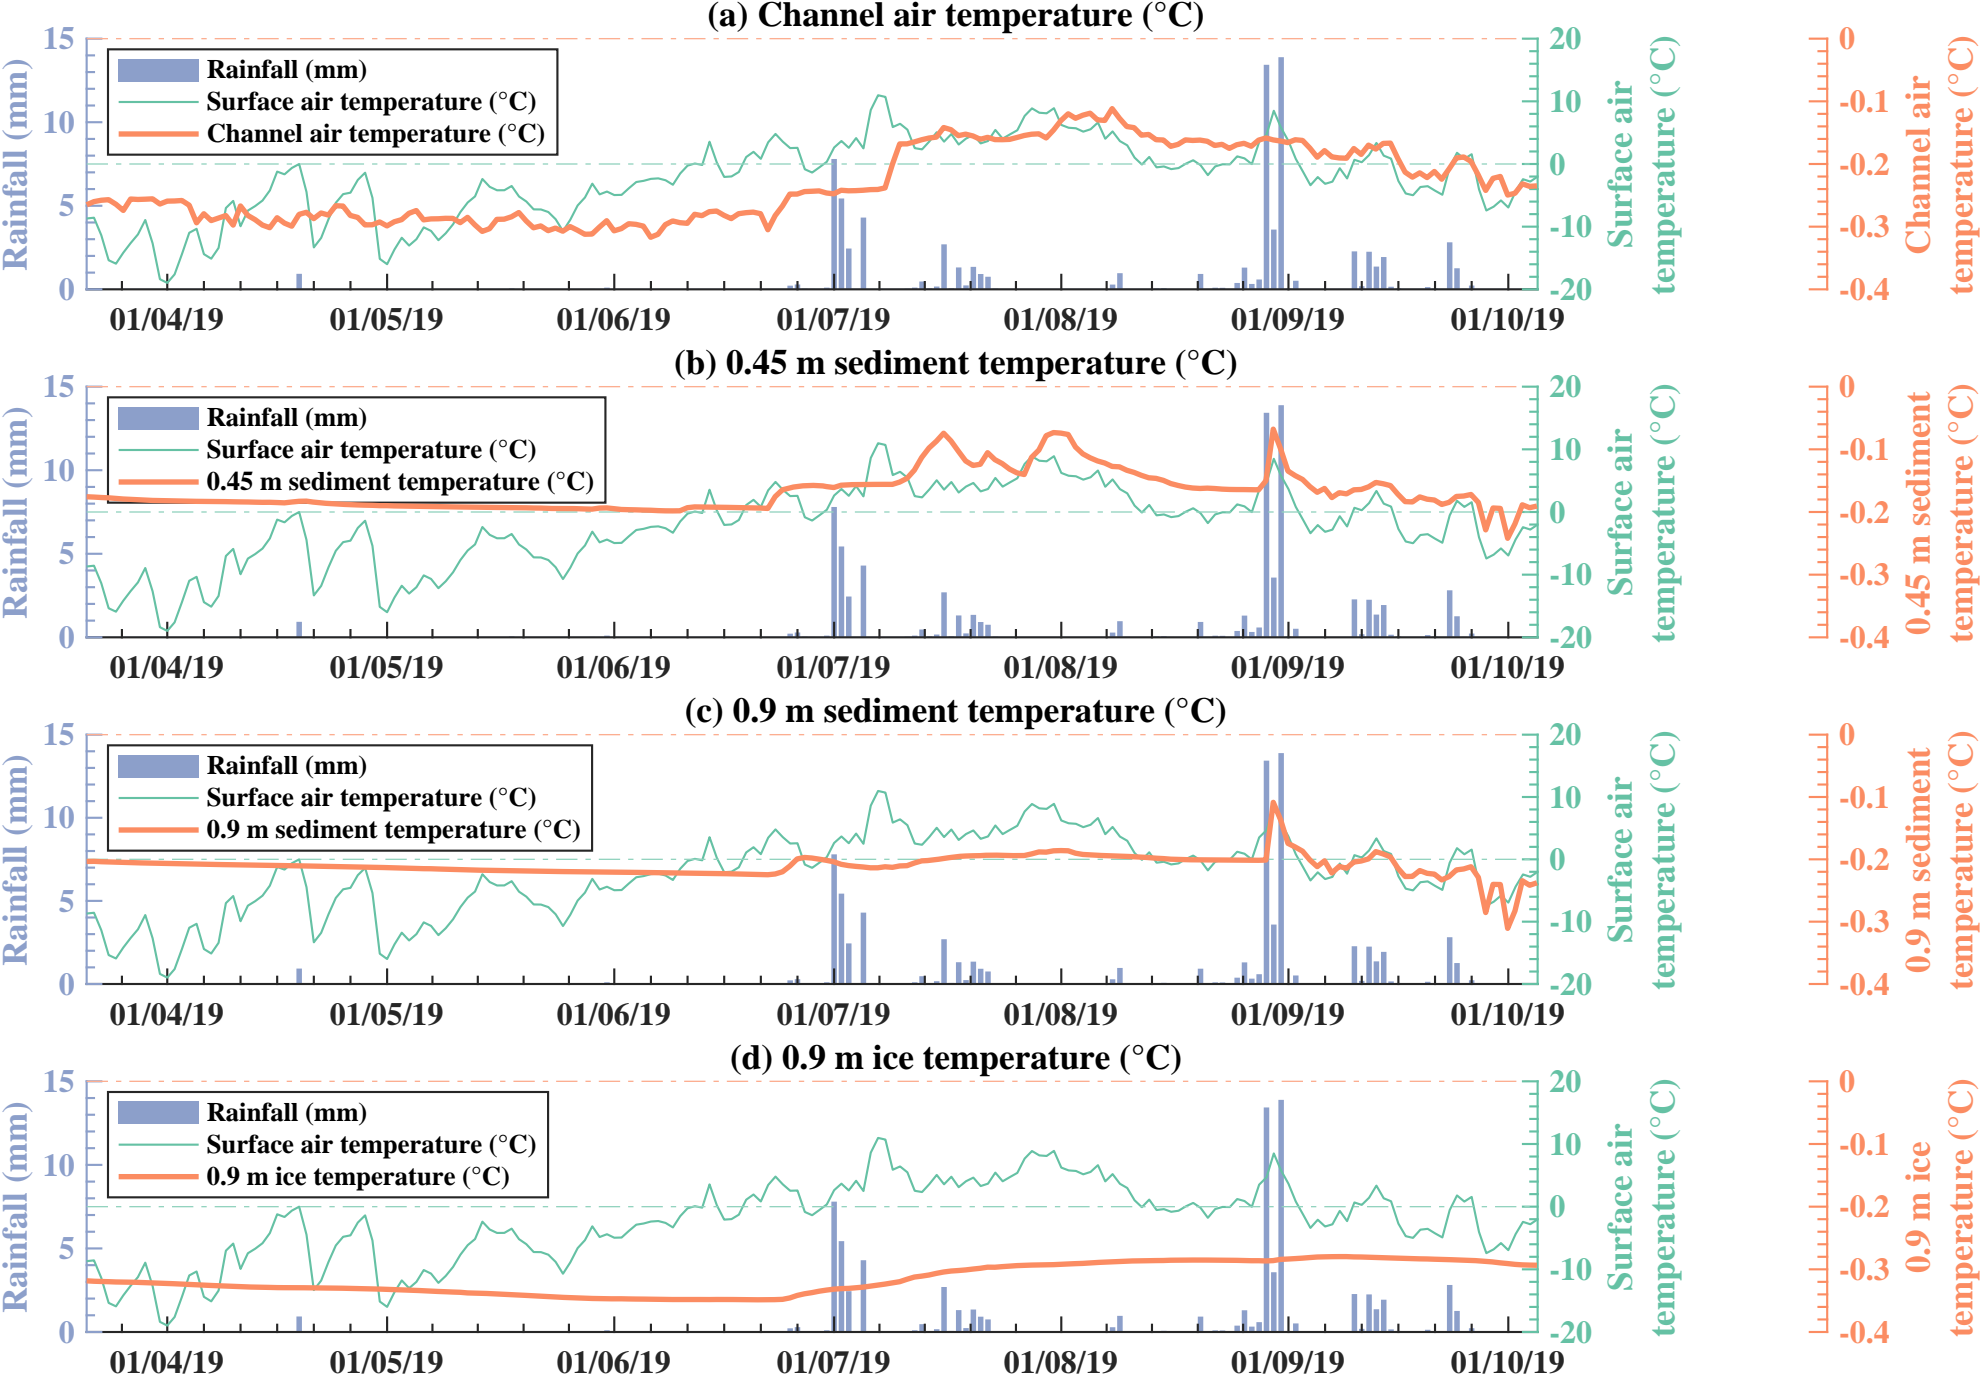 (a) Channel air temperature (°C)
Rainfall (mm)
15
10
5
0
Rainfall (mm)
Surface air temperature (°C)
Channel air temperature (°C)
20
10
0
-10
-20
Surface air
temperature (°C)
0
-0.1
-0.2
-0.3
-0.4
Channel air
temperature (°C)
01/04/19 01/05/19 01/06/19 01/07/19 01/08/19 01/09/19 01/10/19
(b) 0.45 m sediment temperature (°C)
Rainfall (mm)
15
10
5
0
Rainfall (mm)
Surface air temperature (°C)
0.45 m sediment temperature (°C)
20
10
0
-10
-20
Surface air
temperature (°C)
0
-0.1
-0.2
-0.3
-0.4
0.45 m sediment
temperature (°C)
01/04/19 01/05/19 01/06/19 01/07/19 01/08/19 01/09/19 01/10/19
(c) 0.9 m sediment temperature (°C)
Rainfall (mm)
15
10
5
0
Rainfall (mm)
Surface air temperature (°C)
0.9 m sediment temperature (°C)
20
10
0
-10
-20
Surface air
temperature (°C)
0
-0.1
-0.2
-0.3
-0.4
0.9 m sediment
temperature (°C)
01/04/19 01/05/19 01/06/19 01/07/19 01/08/19 01/09/19 01/10/19
(d) 0.9 m ice temperature (°C)
Rainfall (mm)
15
10
5
0
Rainfall (mm)
Surface air temperature (°C)
0.9 m ice temperature (°C)
20
10
0
-10
-20
Surface air
temperature (°C)
0
-0.1
-0.2
-0.3
-0.4
0.9 m ice
temperature (°C)
01/04/19 01/05/19 01/06/19 01/07/19 01/08/19 01/09/19 01/10/19